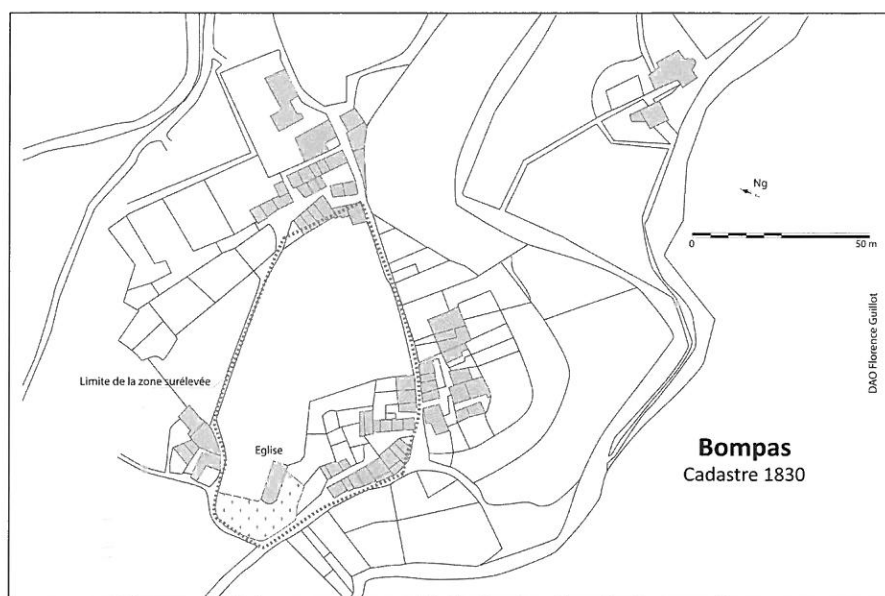 Ng
0 50 m
DAO Florence Guillot
Limite de la zone surélevée
Eglise
Bompas
Cadastre 1830